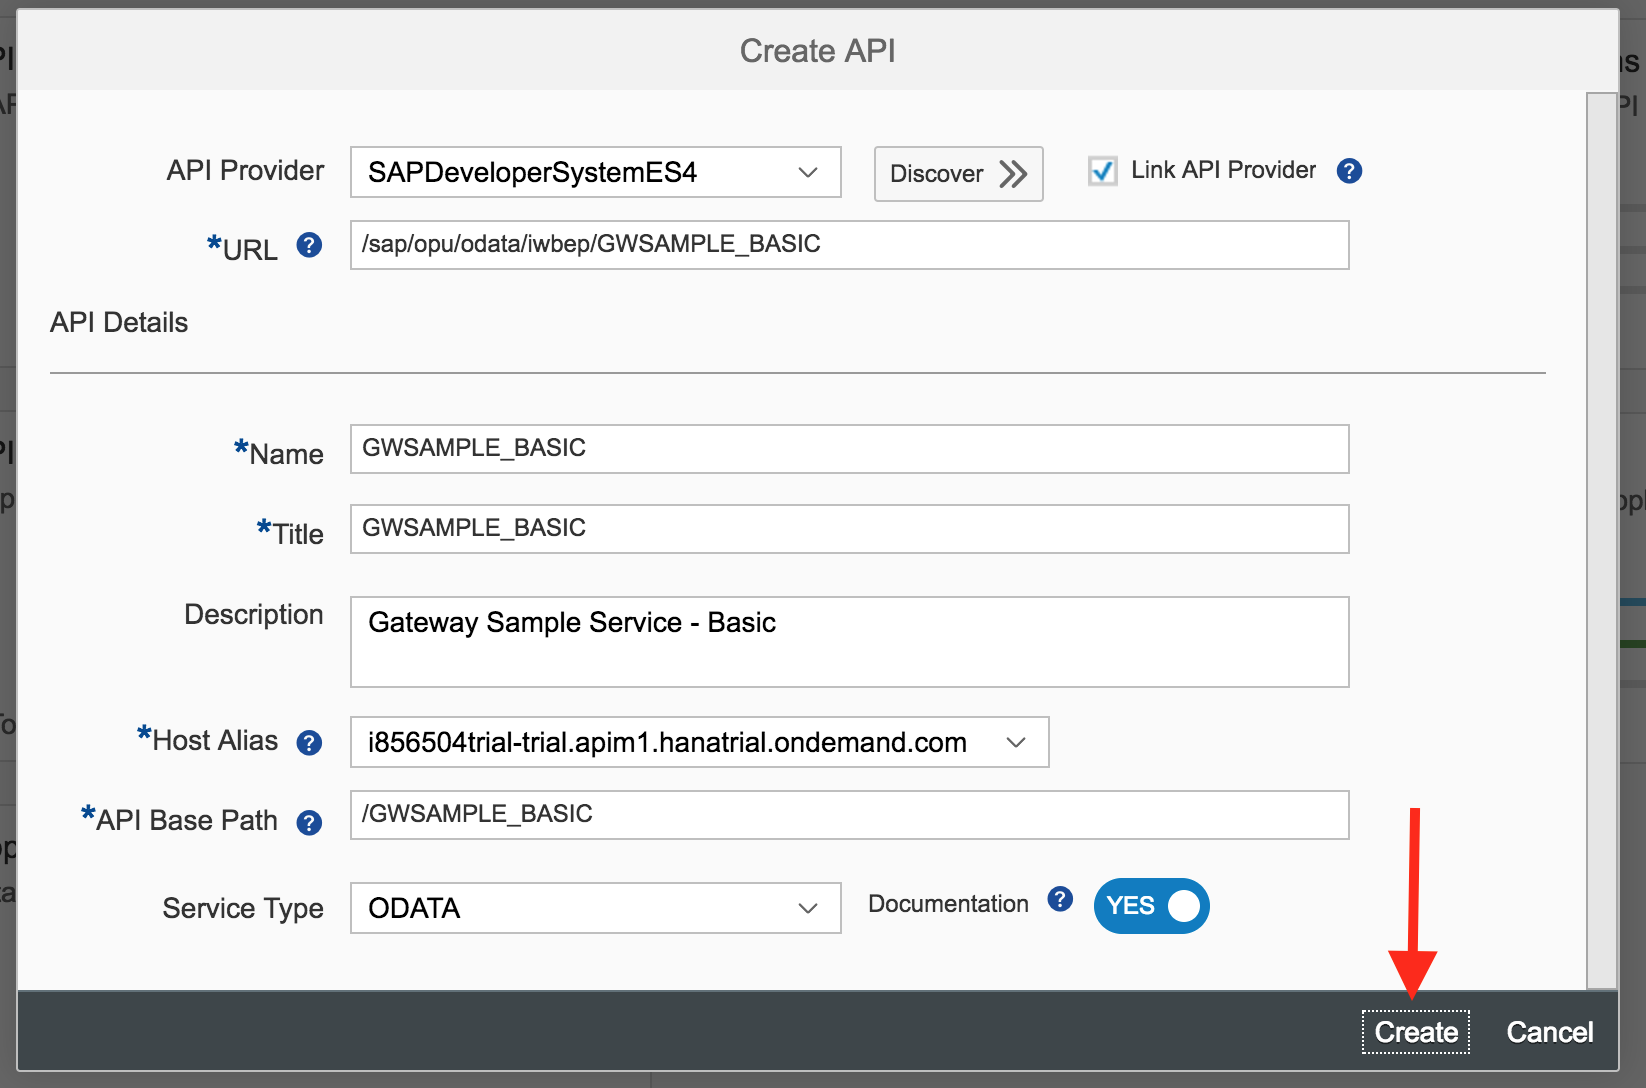 Create API
API Provider SAPDeveloperSystemES4 Discover Link API Provider ?
*URL ? /sap/opu/odata/iwbep/GWSAMPLE_BASIC
API Details
*Name GWSAMPLE_BASIC
*Title GWSAMPLE_BASIC
Description Gateway Sample Service - Basic
*Host Alias ? i856504trial-trial.apim1.hanatrial.ondemand.com
*API Base Path ? /GWSAMPLE_BASIC
Service Type ODATA Documentation ? YES
Create Cancel